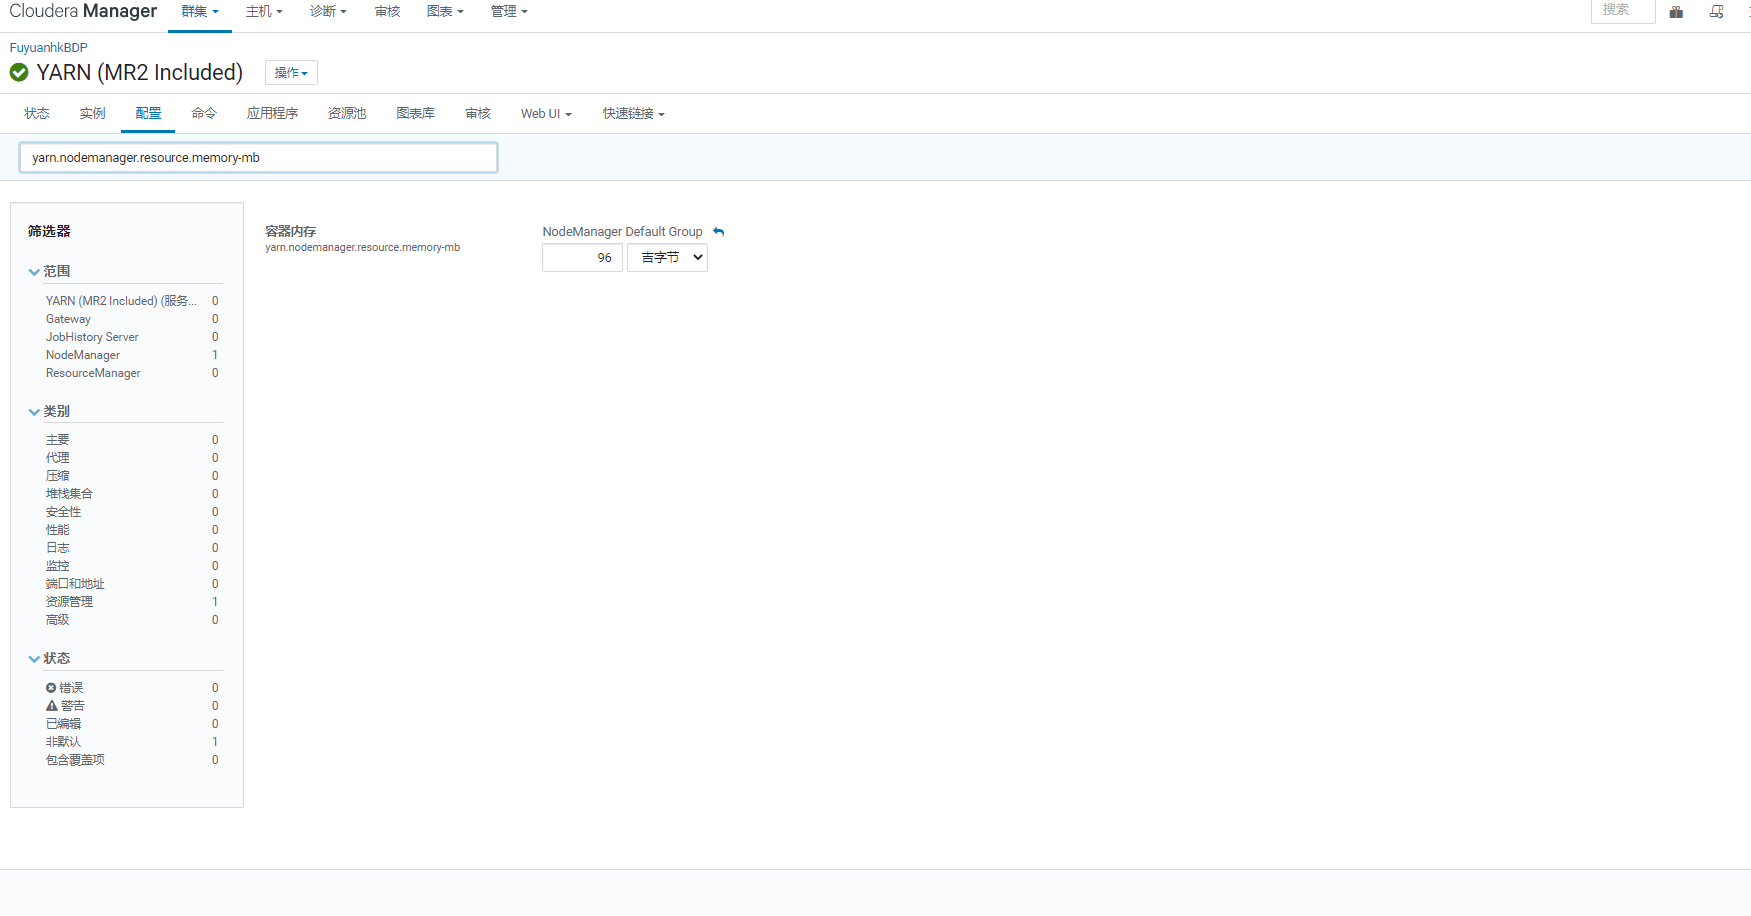 Cloudera Manager 群集 主机 诊断 审核 图表 管理 搜索
FuyuanhkBDP
YARN (MR2 Included) 操作
状态 实例 配置 命令 应用程序 资源池 图表库 审核 Web UI 快速链接
yarn.nodemanager.resource.memory-mb
筛选器
范围
YARN (MR2 Included) (服务... 0
Gateway 0
JobHistory Server 0
NodeManager 1
ResourceManager 0
类别
主要 0
代理 0
压缩 0
堆栈集合 0
安全性 0
性能 0
日志 0
监控 0
端口和地址 0
资源管理 1
高级 0
状态
错误 0
警告 0
已编辑 0
非默认 1
包含覆盖项 0
容器内存
yarn.nodemanager.resource.memory-mb
NodeManager Default Group
96 吉字节